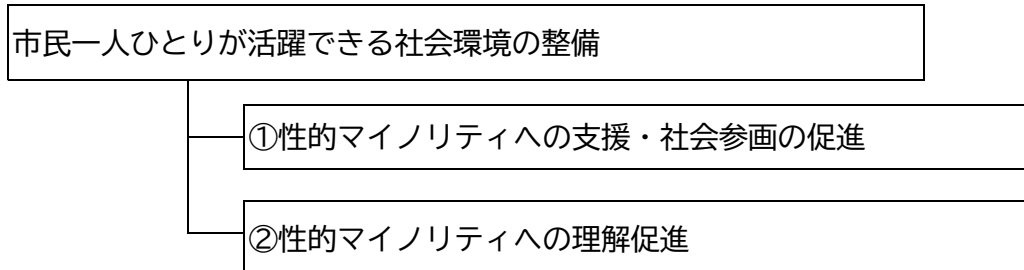 市民一人ひとりが活躍できる社会環境の整備
①性的マイノリティへの支援・社会参画の促進
②性的マイノリティへの理解促進